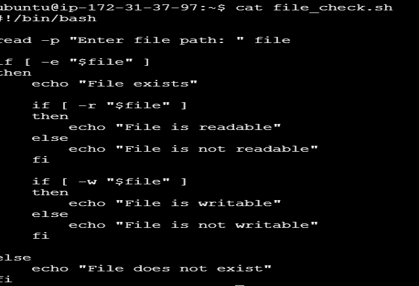 ubuntu@ip-172-31-37-97:~$ cat file_check.sh
#!/bin/bash
read -p "Enter file path: " file
if [ -e "$file" ]
then
echo "File exists"
if [ -r "$file" ]
then
echo "File is readable"
else
echo "File is not readable"
fi
if [ -w "$file" ]
then
echo "File is writable"
else
echo "File is not writable"
fi
else
echo "File does not exist"
fi